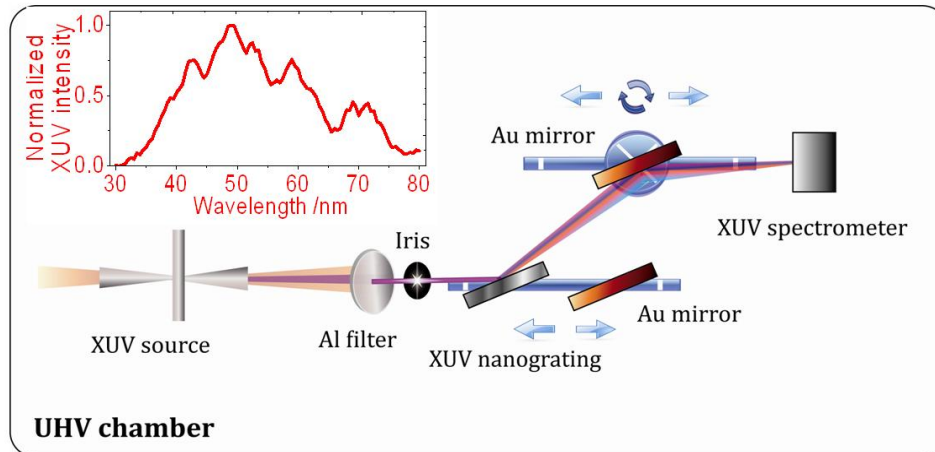 Normalized
XUV intensity
1.0
0.5
0.0
30 40 50 60 70 80
Wavelength /nm
Au mirror
XUV spectrometer
Iris
XUV source
Al filter
XUV nanograting
Au mirror
UHV chamber